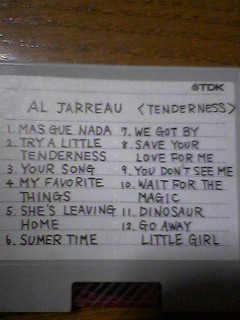 TDK
AL JARREAU <TENDERNESS>
1. MAS QUE NADA
2. TRY A LITTLE
TENDERNESS
3. YOUR SONG
4. MY FAVORITE
THINGS
5. SHE'S LEAVING
HOME
6. SUMER TIME
7. WE GOT BY
8. SAVE YOUR
LOVE FOR ME
9. YOU DON'T SEE ME
10. WAIT FOR THE
MAGIC
11. DINOSAUR
12. GO AWAY
LITTLE GIRL